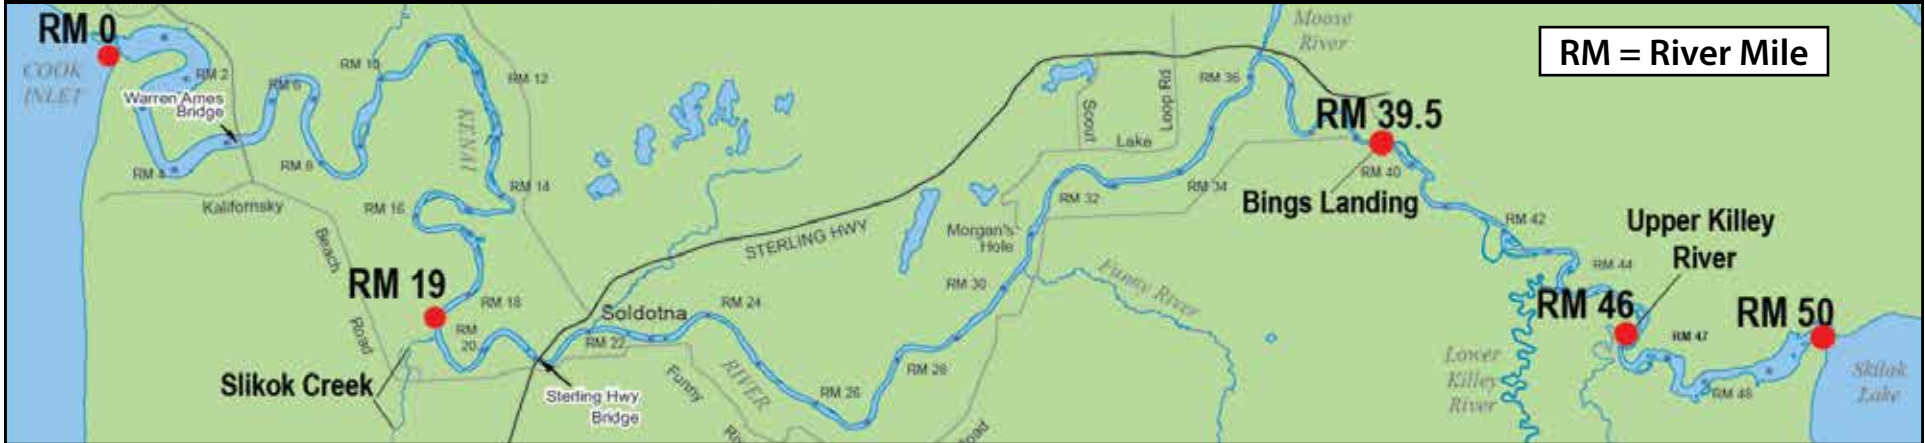 RM 0
COOK
INLET
RM 2
Warren Ames
Bridge
RM 4
RM 6
RM 8
RM 10
RM 12
KENAI
RM 14
RM 16
Kalifornsky
Beach
Road
RM 19
RM 18
RM
20
Slikok Creek
Sterling Hwy
Bridge
Soldotna
RM 22
RM 24
Funny
RIVER
RM 26
RM 28
RM 30
STERLING HWY
Morgan's
Hole
RM 32
Funny River
RM 34
Scout
Lake
Loop Rd
RM 36
Moose
River
RM = River Mile
RM 39.5
RM 40
Bings Landing
RM 42
Upper Killey
River
RM 44
RM 46
RM 47
RM 48
RM 50
Lower
Killey
River
Skilak
Lake